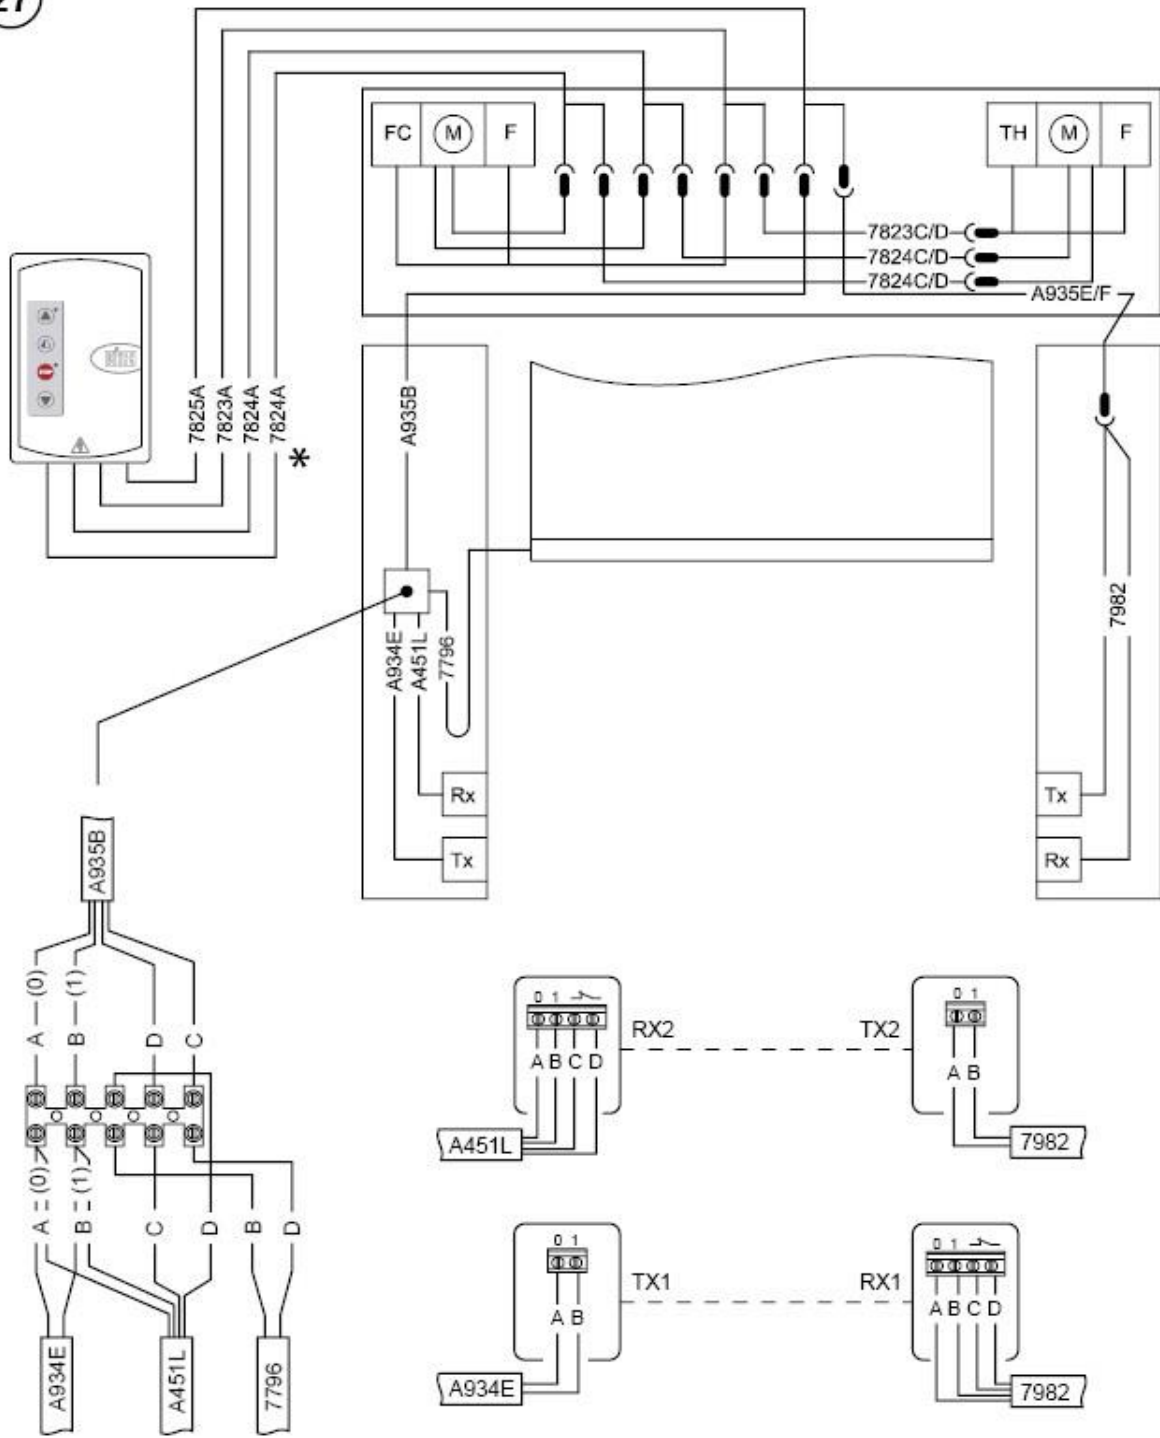 27
FC M F
TH M F
7823C/D
7824C/D
7824C/D
A935E/F
7825A
7823A
7824A
7824A
*
A935B
7982
A934E
A451L
7796
Rx
Tx
Tx
Rx
A935B
A (0)
B (1)
D
C
0 1
0 1
RX2
TX2
A B C D
A B
A451L
7982
A (0)
B (1)
C
D
B
D
0 1
0 1
TX1
RX1
A B
A B C D
A934E
7982
A934E
A451L
7796